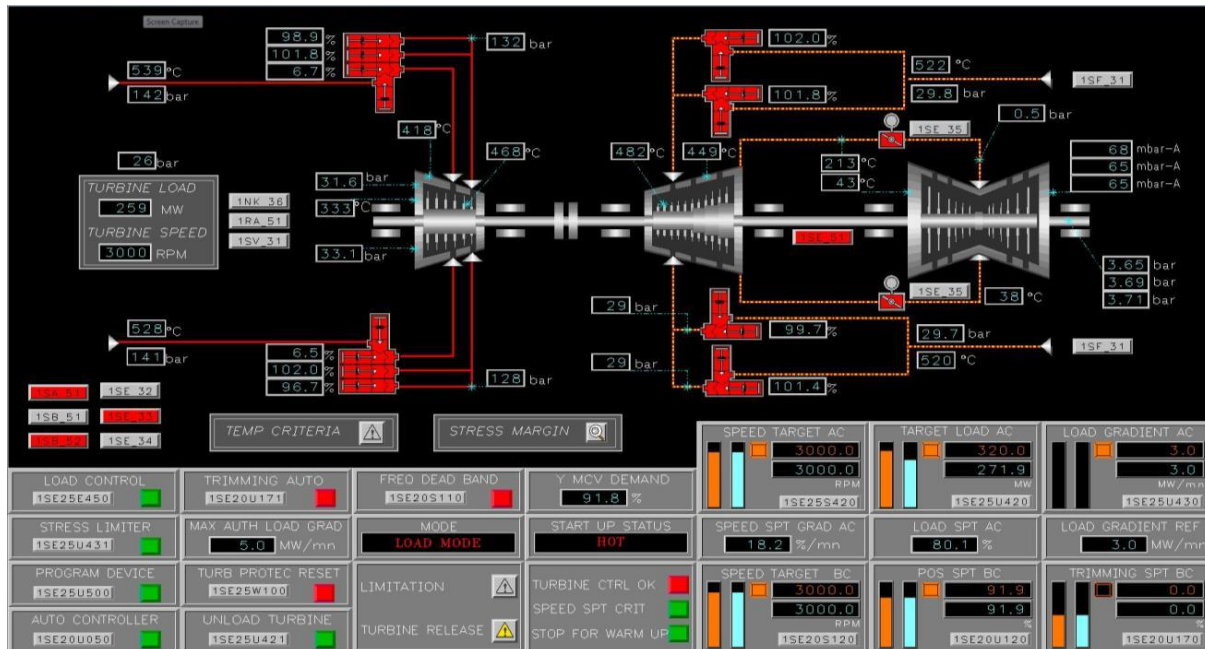 Screen Capture
98.9 %
101.8 %
6.7 %
132 bar
102.0 %
539 °C
142 bar
522 °C
29.8 bar
1SF_31
101.8 %
0.5 bar
418 °C
468 °C
482 °C
449 °C
1SE_35
213 °C
43 °C
68 mbar-A
65 mbar-A
65 mbar-A
26 bar
TURBINE LOAD
259 MW
TURBINE SPEED
3000 RPM
1NK_36
1RA_51
1SV_31
31.6 bar
333 °C
33.1 bar
1SE_51
3.65 bar
3.69 bar
3.71 bar
1SE_35
38 °C
29 bar
99.7 %
29.7 bar
520 °C
1SF_31
29 bar
101.4 %
528 °C
141 bar
6.5 %
102.0 %
96.7 %
128 bar
1SA_51 1SE_32
1SB_51 1SE_33
1SB_52 1SE_34
TEMP CRITERIA
STRESS MARGIN
SPEED TARGET AC
3000.0
3000.0
RPM
1SE25S420
TARGET LOAD AC
320.0
271.9
MW
1SE25U420
LOAD GRADIENT AC
3.0
3.0
MW/mn
1SE25U430
LOAD CONTROL
1SE25E450
TRIMMING AUTO
1SE20U171
FREQ DEAD BAND
1SE20S110
Y MCV DEMAND
91.8 %
STRESS LIMITER
1SE25U431
MAX AUTH LOAD GRAD
5.0 MW/mn
MODE
LOAD MODE
START UP STATUS
HOT
SPEED SPT GRAD AC
18.2 %/mn
LOAD SPT AC
80.1 %
LOAD GRADIENT REF
3.0 MW/mn
PROGRAM DEVICE
1SE25U500
TURB PROTEC RESET
1SE25W100
LIMITATION
TURBINE RELEASE
TURBINE CTRL OK
SPEED SPT CRIT
STOP FOR WARM UP
AUTO CONTROLLER
1SE20U050
UNLOAD TURBINE
1SE25U421
SPEED TARGET BC
3000.0
3000.0
RPM
1SE20S120
POS SPT BC
91.9
91.9
%
1SE20U120
TRIMMING SPT BC
0.0
0.0
%
1SE20U170